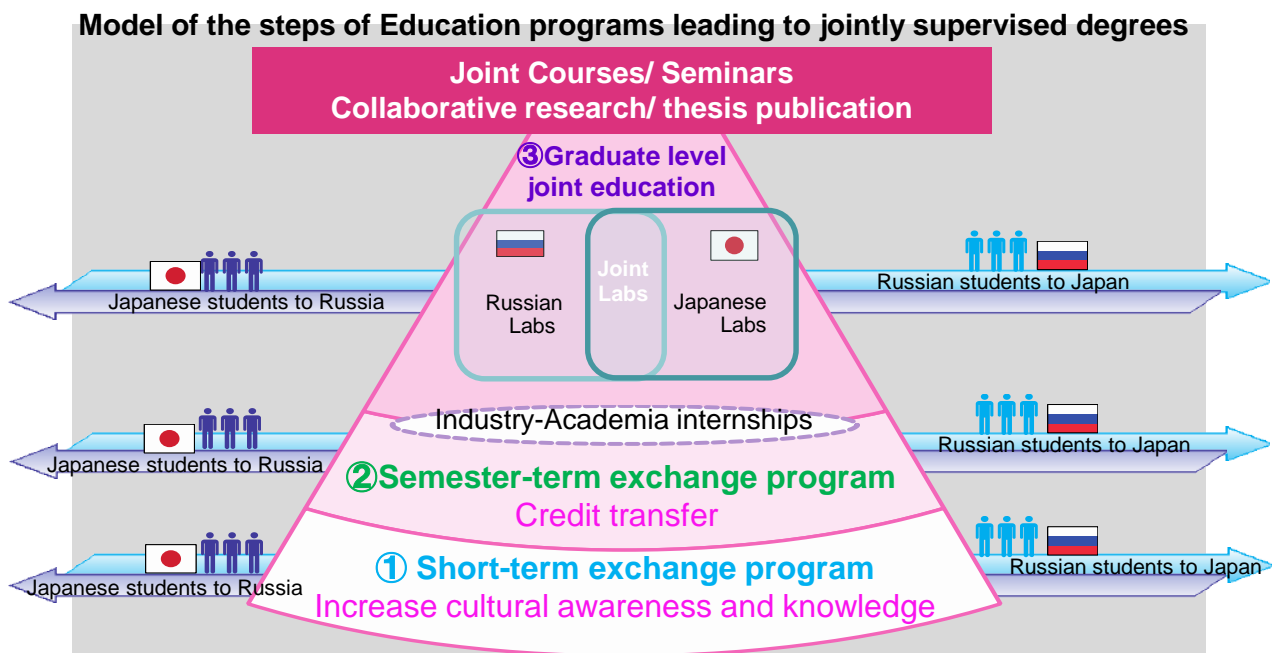 Model of the steps of Education programs leading to jointly supervised degrees
Joint Courses/ Seminars
Collaborative research/ thesis publication
③Graduate level
joint education
Joint
Labs
Russian
Labs
Japanese
Labs
Japanese students to Russia
Russian students to Japan
Industry-Academia internships
Japanese students to Russia
Russian students to Japan
②Semester-term exchange program
Credit transfer
Japanese students to Russia
Russian students to Japan
① Short-term exchange program
Increase cultural awareness and knowledge